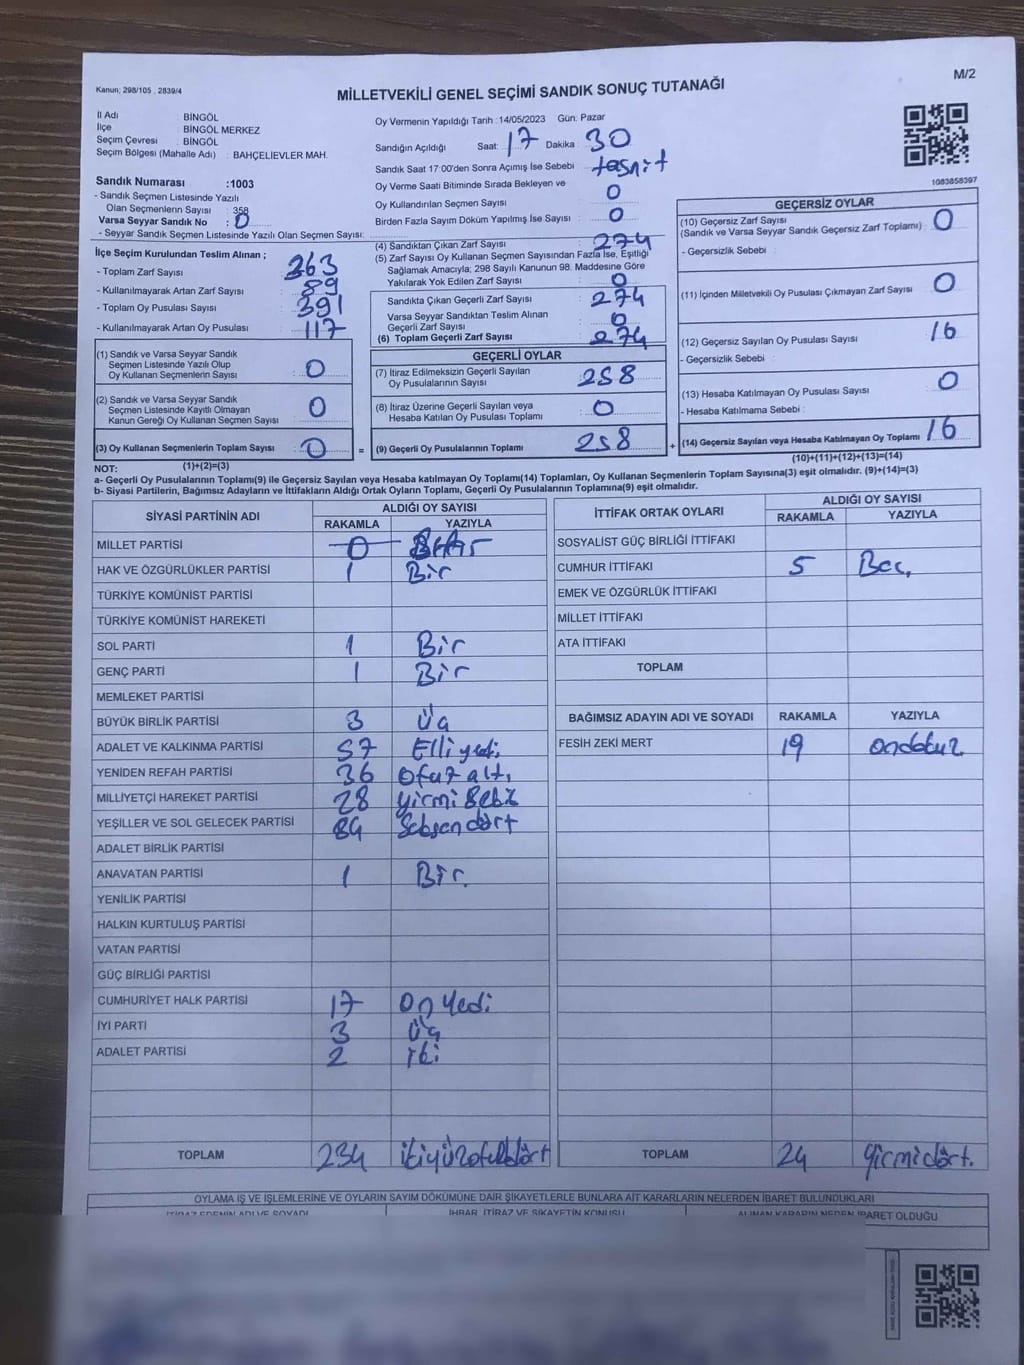 M/2
Kanun; 298/105 , 2839/4
MİLLETVEKİLİ GENEL SEÇİMİ SANDIK SONUÇ TUTANAĞI
İl Adı : BİNGÖL
İlçe : BİNGÖL MERKEZ
Seçim Çevresi : BİNGÖL
Seçim Bölgesi (Mahalle Adı) : BAHÇELİEVLER MAH.
Sandık Numarası :1003
- Sandık Seçmen Listesinde Yazılı
Olan Seçmenlerin Sayısı : 358
Varsa Seyyar Sandık No : 0
- Seyyar Sandık Seçmen Listesinde Yazılı Olan Seçmen Sayısı:
Oy Vermenin Yapıldığı Tarih :14/05/2023 Gün: Pazar
Sandığın Açıldığı Saat: 17 Dakika : 30
Sandık Saat 17:00'den Sonra Açımış İse Sebebi : tasnif
Oy Verme Saati Bitiminde Sırada Bekleyen ve
Oy Kullandırılan Seçmen Sayısı : 0
Birden Fazla Sayım Döküm Yapılmış İse Sayısı : 0
1083858397
İlçe Seçim Kurulundan Teslim Alınan ;
- Toplam Zarf Sayısı : 363
- Kullanılmayarak Artan Zarf Sayısı : 89
- Toplam Oy Pusulası Sayısı : 391
- Kullanılmayarak Artan Oy Pusulası : 117
(1) Sandık ve Varsa Seyyar Sandık
Seçmen Listesinde Yazılı Olup
Oy Kullanan Seçmenlerin Sayısı : 0
(2) Sandık ve Varsa Seyyar Sandık
Seçmen Listesinde Kayıtlı Olmayan
Kanun Gereği Oy Kullanan Seçmen Sayısı : 0
(3) Oy Kullanan Seçmenlerin Toplam Sayısı : 0
(1)+(2)=(3)
(4) Sandıktan Çıkan Zarf Sayısı : 274
(5) Zarf Sayısı Oy Kullanan Seçmen Sayısından Fazla İse, Eşitliği
Sağlamak Amacıyla; 298 Sayılı Kanunun 98. Maddesine Göre
Yakılarak Yok Edilen Zarf Sayısı : 0
Sandıkta Çıkan Geçerli Zarf Sayısı : 274
Varsa Seyyar Sandıktan Teslim Alınan
Geçerli Zarf Sayısı : 0
(6) Toplam Geçerli Zarf Sayısı : 274
GEÇERLİ OYLAR
(7) İtiraz Edilmeksizin Geçerli Sayılan
Oy Pusulalarının Sayısı : 258
(8) İtiraz Üzerine Geçerli Sayılan veya
Hesaba Katılan Oy Pusulası Toplamı : 0
= (9) Geçerli Oy Pusulalarının Toplamı : 258 +
GEÇERSİZ OYLAR
(10) Geçersiz Zarf Sayısı
(Sandık ve Varsa Seyyar Sandık Geçersiz Zarf Toplamı) : 0
- Geçersizlik Sebebi :
(11) İçinden Milletvekili Oy Pusulası Çıkmayan Zarf Sayısı : 0
(12) Geçersiz Sayılan Oy Pusulası Sayısı : 16
- Geçersizlik Sebebi :
(13) Hesaba Katılmayan Oy Pusulası Sayısı : 0
- Hesaba Katılmama Sebebi :
(14) Geçersiz Sayılan veya Hesaba Katılmayan Oy Toplamı : 16
(10)+(11)+(12)+(13)=(14)
NOT:
a- Geçerli Oy Pusulalarının Toplamı(9) ile Geçersiz Sayılan veya Hesaba katılmayan Oy Toplamı(14) Toplamları, Oy Kullanan Seçmenlerin Toplam Sayısına(3) eşit olmalıdır. (9)+(14)=(3)
b- Siyasi Partilerin, Bağımsız Adayların ve İttifakların Aldığı Ortak Oyların Toplamı, Geçerli Oy Pusulalarının Toplamına(9) eşit olmalıdır.
SİYASİ PARTİNİN ADI ALDIĞI OY SAYISI
RAKAMLA YAZIYLA
MİLLET PARTİSİ 0
HAK VE ÖZGÜRLÜKLER PARTİSİ 1 Bir
TÜRKİYE KOMÜNİST PARTİSİ
TÜRKİYE KOMÜNİST HAREKETİ
SOL PARTİ 1 Bir
GENÇ PARTİ 1 Bir
MEMLEKET PARTİSİ
BÜYÜK BİRLİK PARTİSİ 3 Üç
ADALET VE KALKINMA PARTİSİ 57 Elli yedi
YENİDEN REFAH PARTİSİ 36 Otuz altı
MİLLİYETÇİ HAREKET PARTİSİ 28 yirmi Sekiz
YEŞİLLER VE SOL GELECEK PARTİSİ 84 Seksen dört
ADALET BİRLİK PARTİSİ
ANAVATAN PARTİSİ 1 Bir
YENİLİK PARTİSİ
HALKIN KURTULUŞ PARTİSİ
VATAN PARTİSİ
GÜÇ BİRLİĞİ PARTİSİ
CUMHURİYET HALK PARTİSİ 17 On Yedi
İYİ PARTİ 3 Üç
ADALET PARTİSİ 2 iki
TOPLAM 234 ikiyüzotuzdört
İTTİFAK ORTAK OYLARI ALDIĞI OY SAYISI
RAKAMLA YAZIYLA
SOSYALİST GÜÇ BİRLİĞİ İTTİFAKI
CUMHUR İTTİFAKI 5 Beş
EMEK VE ÖZGÜRLÜK İTTİFAKI
MİLLET İTTİFAKI
ATA İTTİFAKI
TOPLAM
BAĞIMSIZ ADAYIN ADI VE SOYADI RAKAMLA YAZIYLA
FESİH ZEKİ MERT 19 ondokuz
TOPLAM 24 yirmidört.
OYLAMA İŞ VE İŞLEMLERİNE VE OYLARIN SAYIM DÖKÜMÜNE DAİR ŞİKAYETLERLE BUNLARA AİT KARARLARIN NELERDEN İBARET BULUNDUKLARI
İTİRAZ EDENİN ADI VE SOYADI İHBAR, İTİRAZ VE ŞİKAYETİN KONUSU ALINAN KARARIN NEDEN İBARET OLDUĞU